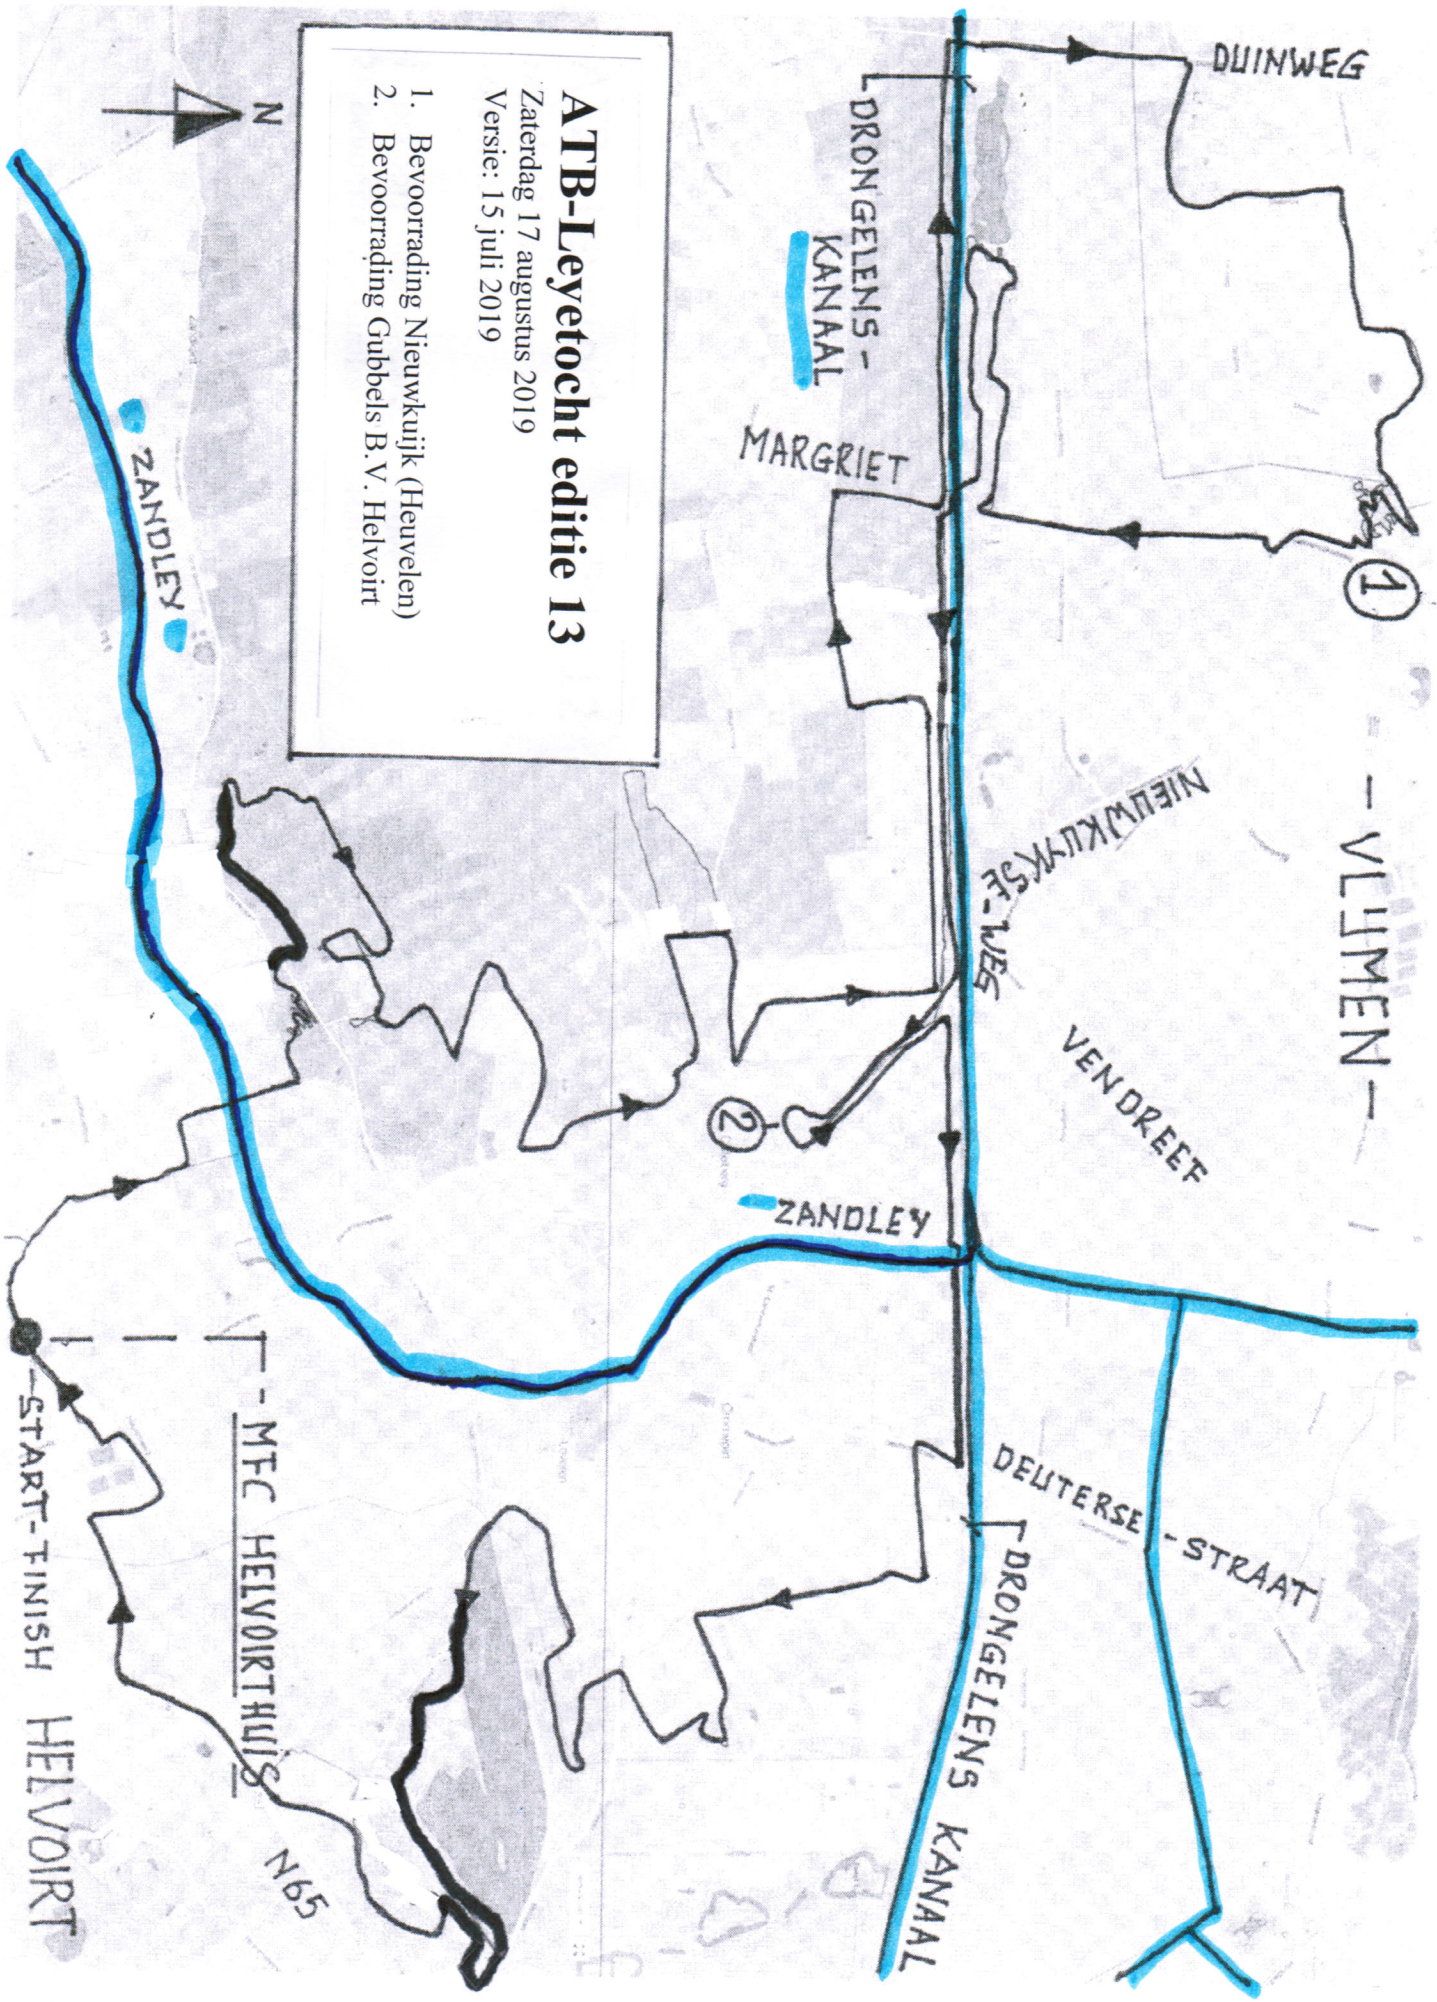 ATB-Leyetocht editie 13
Zaterdag 17 augustus 2019
Versie: 15 juli 2019
1. Bevoorrading Nieuwkuijk (Heuvelen)
2. Bevoorrading Gubbels B.V. Helvoirt
N
DUINWEG
DRONGELENS-
KANAAL
MARGRIET
1
- VLIJMEN -
NIEUWKUIJKSE-WEG
VENDREEF
2
ZANDLEY
ZANDLEY
DEUTERSE-STRAAT
DRONGELENS KANAAL
- MFC HELVOIRTHUIS
N65
START-FINISH HELVOIRT